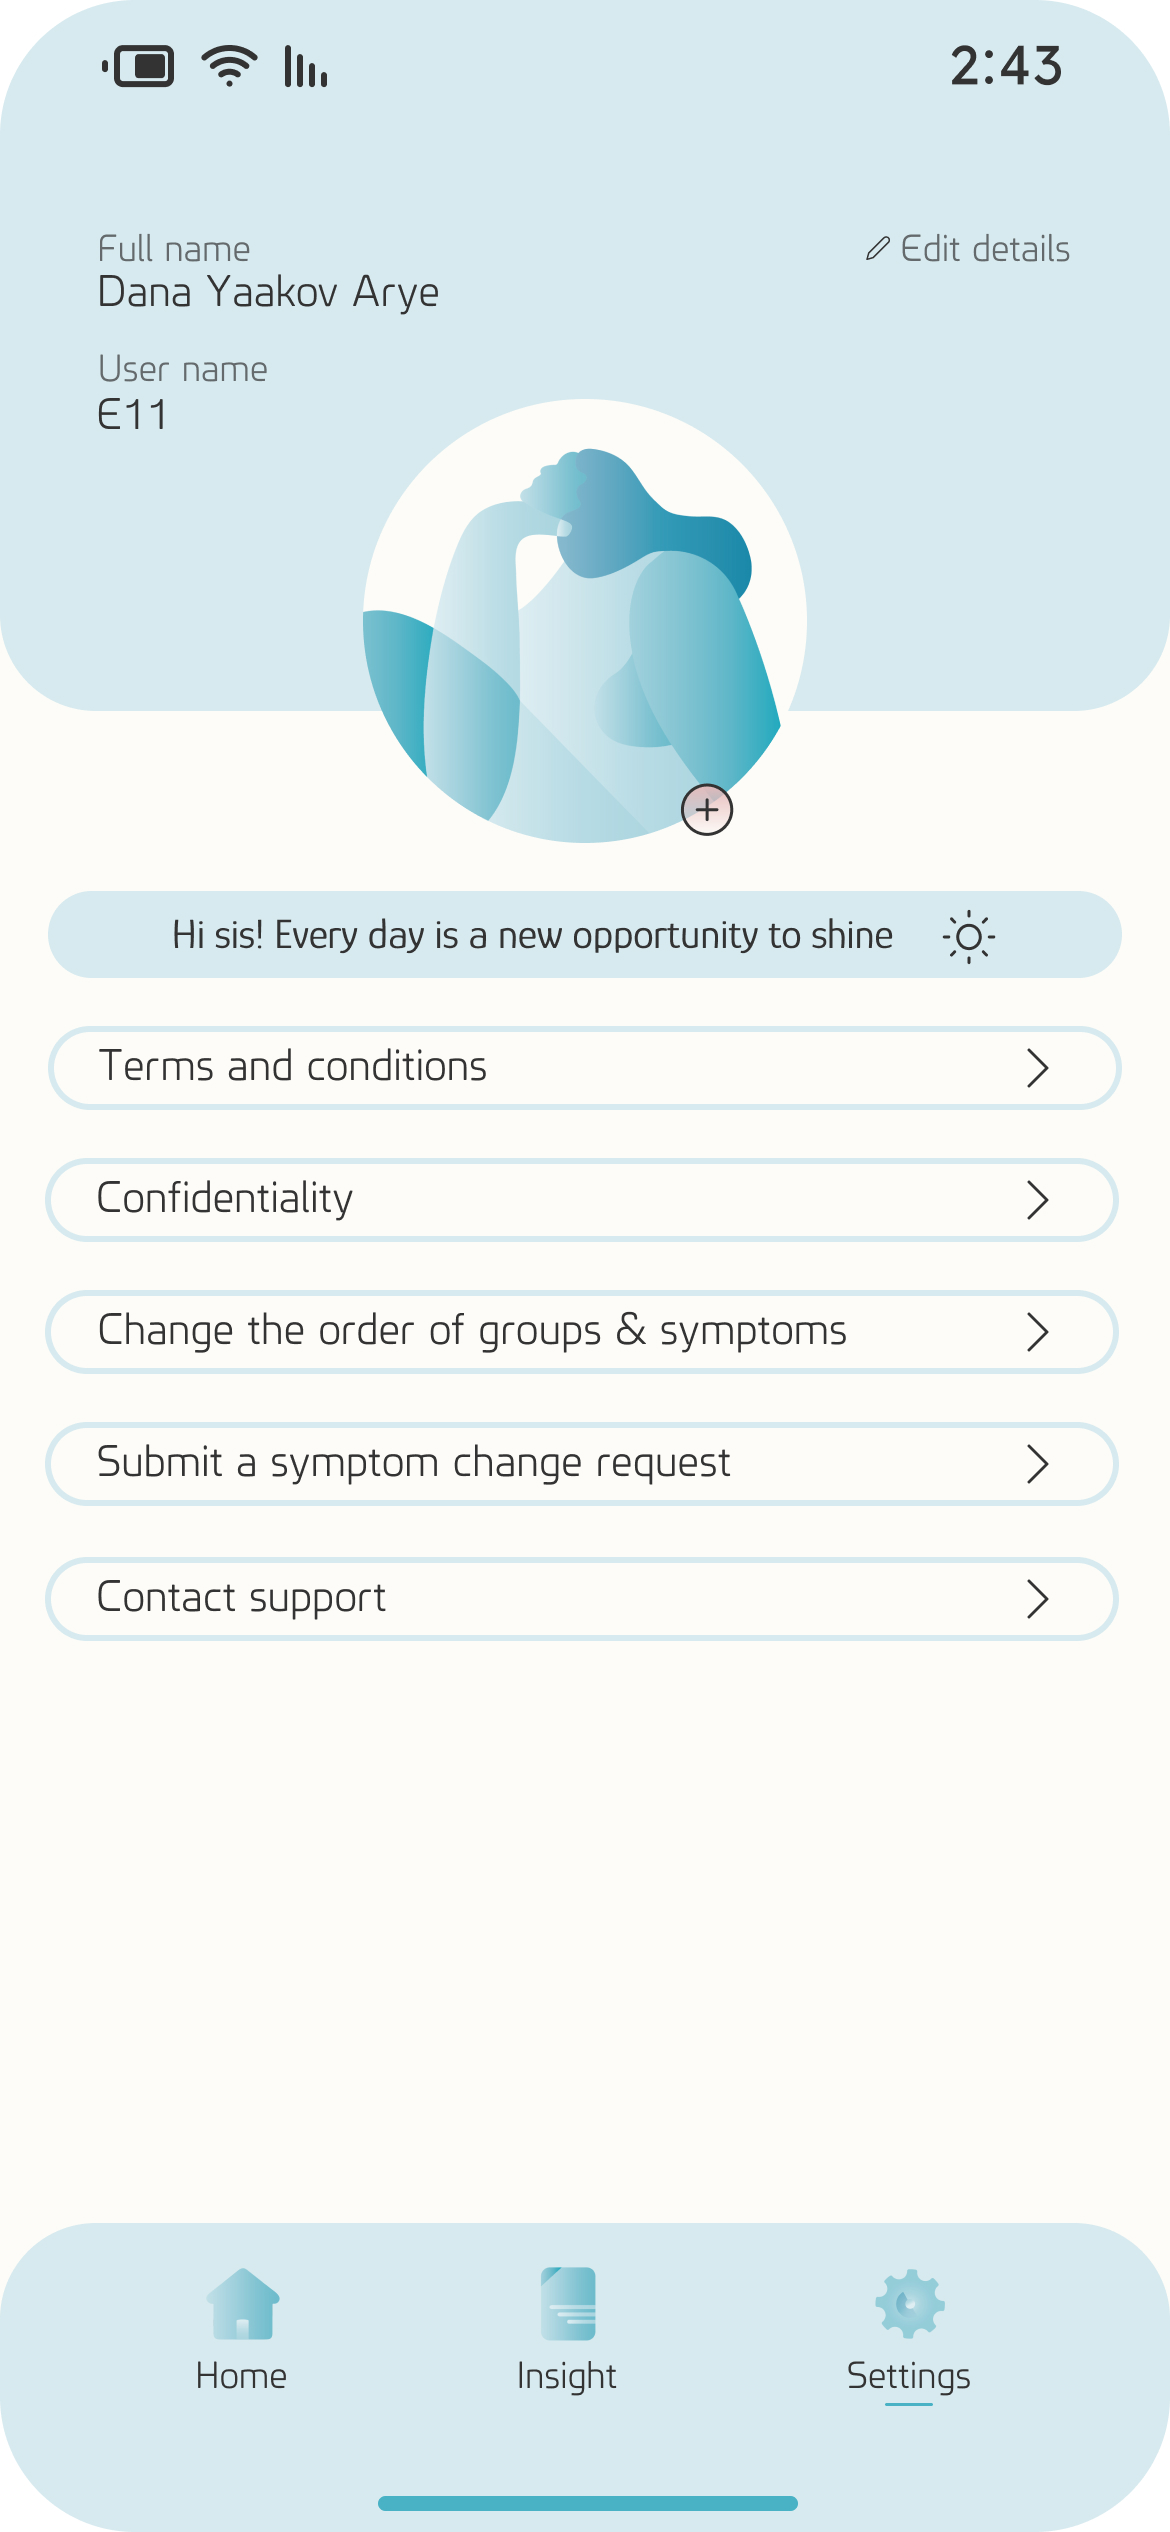 2:43
Full name
Edit details
Dana Yaakov Arye
User name
E11
Hi sis! Every day is a new opportunity to shine
Terms and conditions
Confidentiality
Change the order of groups & symptoms
Submit a symptom change request
Contact support
Home
Insight
Settings